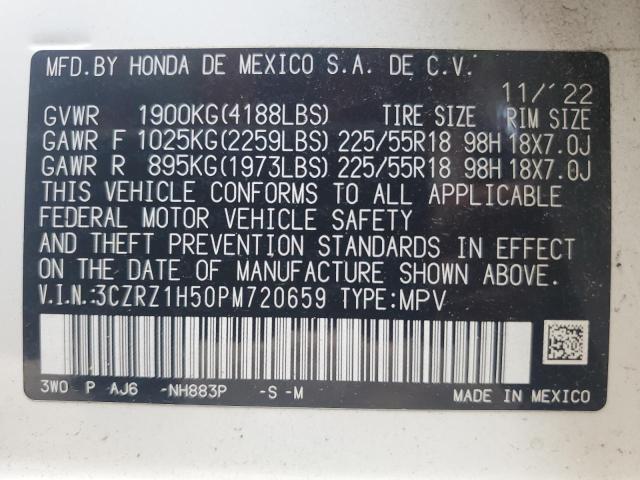 MFD.BY HONDA DE MEXICO S.A. DE C.V.
11/'22
GVWR 1900KG(4188LBS) TIRE SIZE RIM SIZE
GAWR F 1025KG(2259LBS) 225/55R18 98H 18X7.0J
GAWR R 895KG(1973LBS) 225/55R18 98H 18X7.0J
THIS VEHICLE CONFORMS TO ALL APPLICABLE
FEDERAL MOTOR VEHICLE SAFETY
AND THEFT PREVENTION STANDARDS IN EFFECT
ON THE DATE OF MANUFACTURE SHOWN ABOVE.
V.I.N.:3CZRZ1H50PM720659 TYPE:MPV
3W0 P AJ6 -NH883P -S -M MADE IN MEXICO